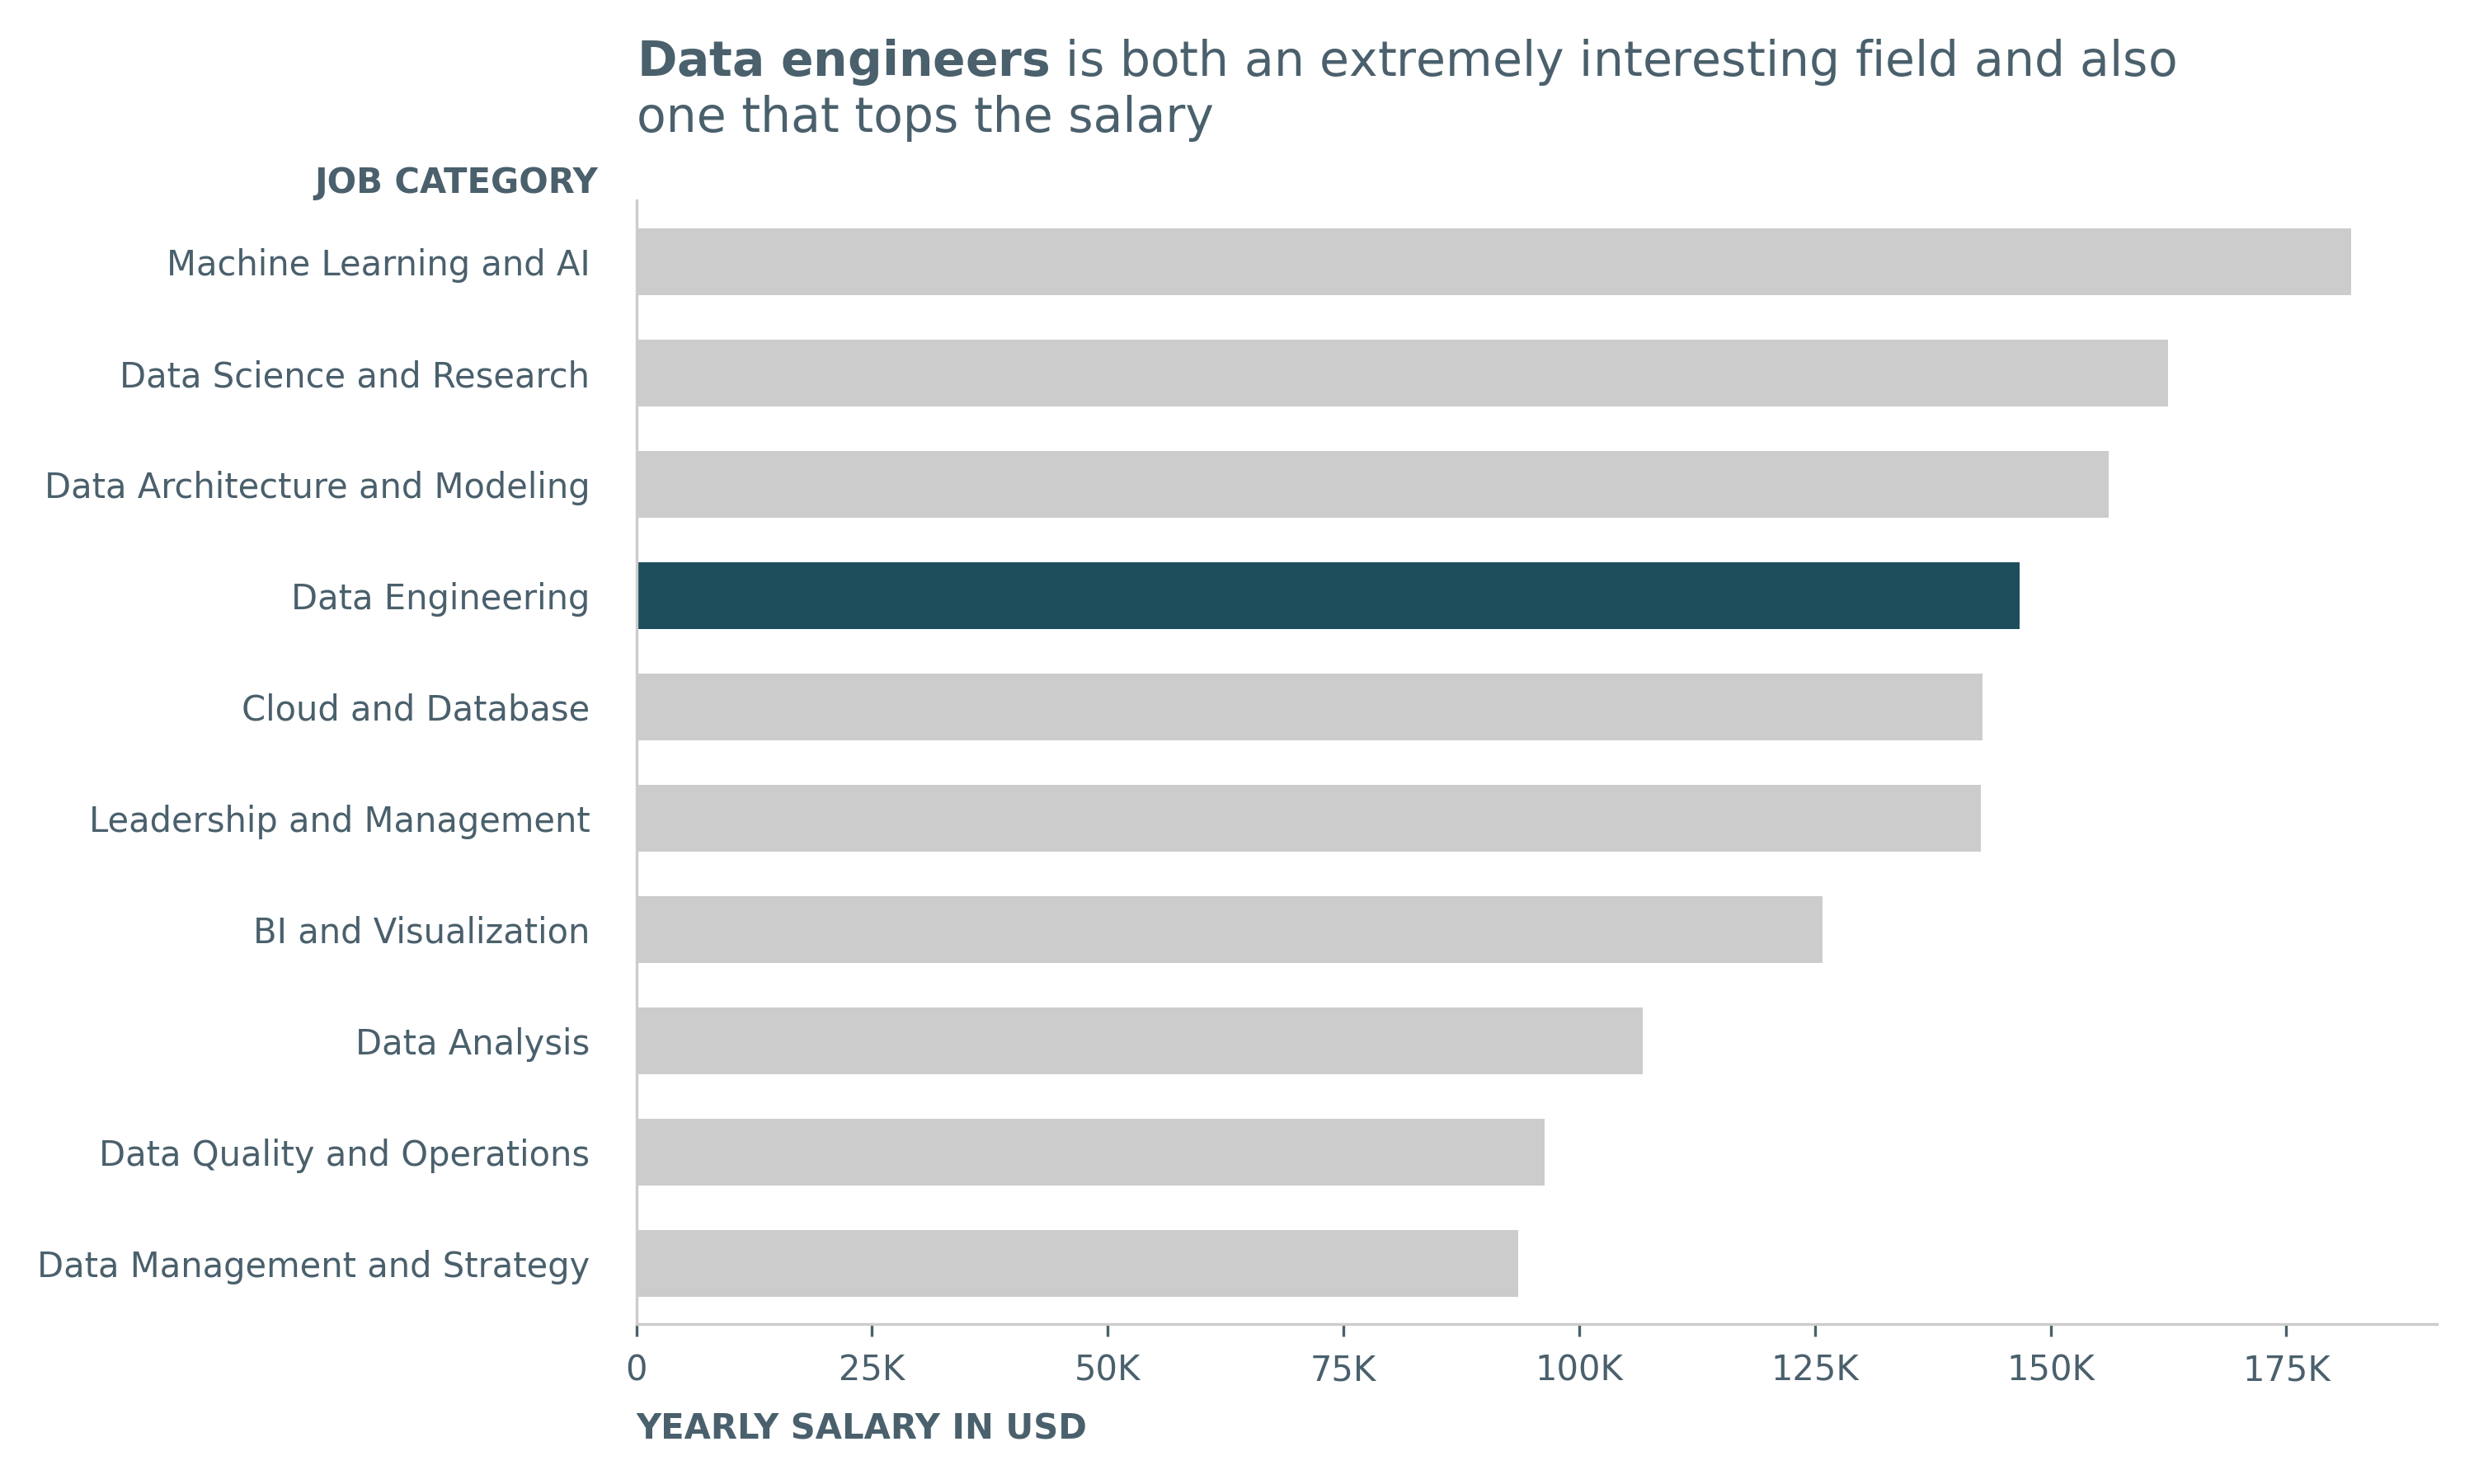 Data engineers is both an extremely interesting field and also
one that tops the salary
JOB CATEGORY
Machine Learning and AI
Data Science and Research
Data Architecture and Modeling
Data Engineering
Cloud and Database
Leadership and Management
BI and Visualization
Data Analysis
Data Quality and Operations
Data Management and Strategy
0 25K 50K 75K 100K 125K 150K 175K
YEARLY SALARY IN USD